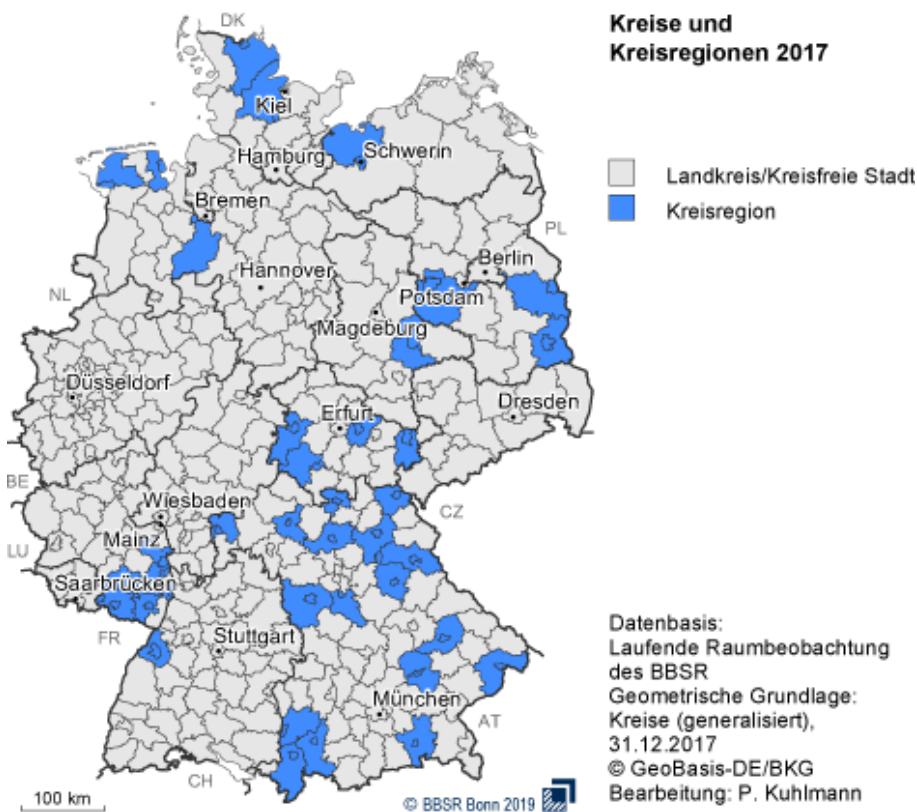 DK
Kreise und
Kreisregionen 2017
Kiel
Hamburg
Schwerin
Landkreis/Kreisfreie Stadt
Bremen
Kreisregion
PL
Berlin
Hannover
NL
Potsdam
Magdeburg
Düsseldorf
Dresden
Erfurt
BE
Wiesbaden
CZ
Mainz
LU
Saarbrücken
FR
Stuttgart
Datenbasis:
Laufende Raumbeobachtung
des BBSR
Geometrische Grundlage:
Kreise (generalisiert),
31.12.2017
© GeoBasis-DE/BKG
Bearbeitung: P. Kuhlmann
München
AT
CH
100 km
© BBSR Bonn 2019